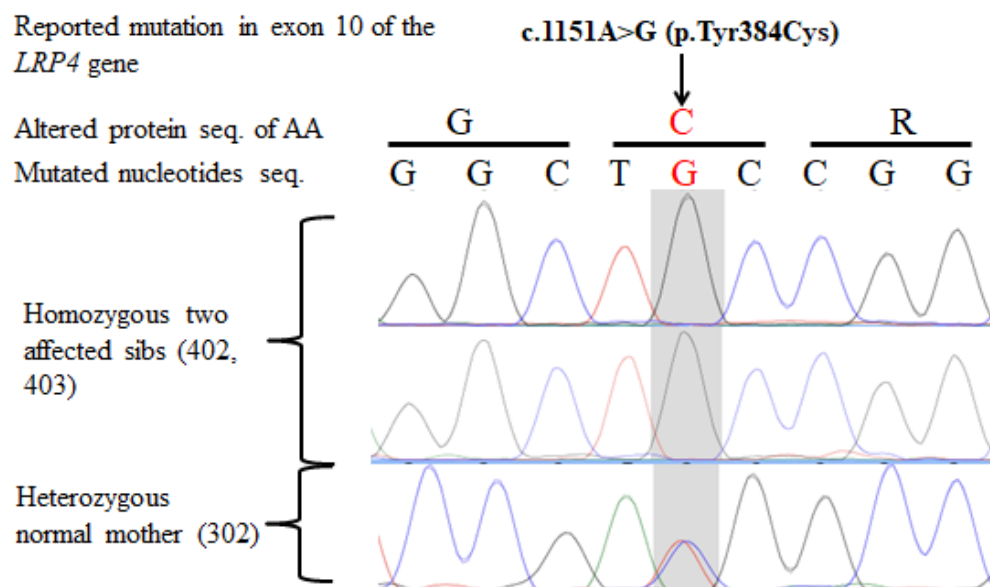 Reported mutation in exon 10 of the
LRP4 gene
c.1151A>G (p.Tyr384Cys)
Altered protein seq. of AA
G C R
Mutated nucleotides seq.
G G C T G C C G G
Homozygous two
affected sibs (402,
403)
Heterozygous
normal mother (302)